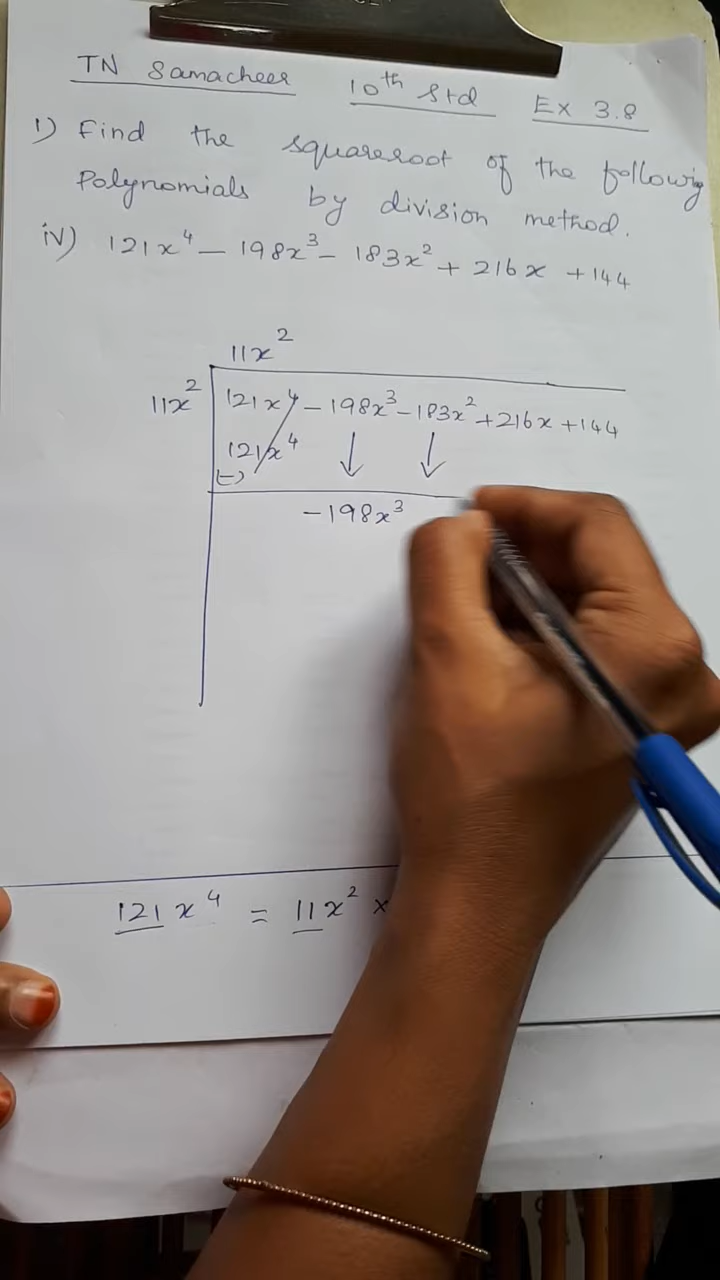 TN Samacheer 10th Std Ex 3.8
1) Find the squareroot of the followig
Polynomials by division method.
iv) 121x⁴ – 198x³ – 183x² + 216x + 144
11x²
11x² 121x⁴ – 198x³ – 183x² + 216x + 144
121x⁴
(–)
– 198x³
121x⁴ = 11x² ×